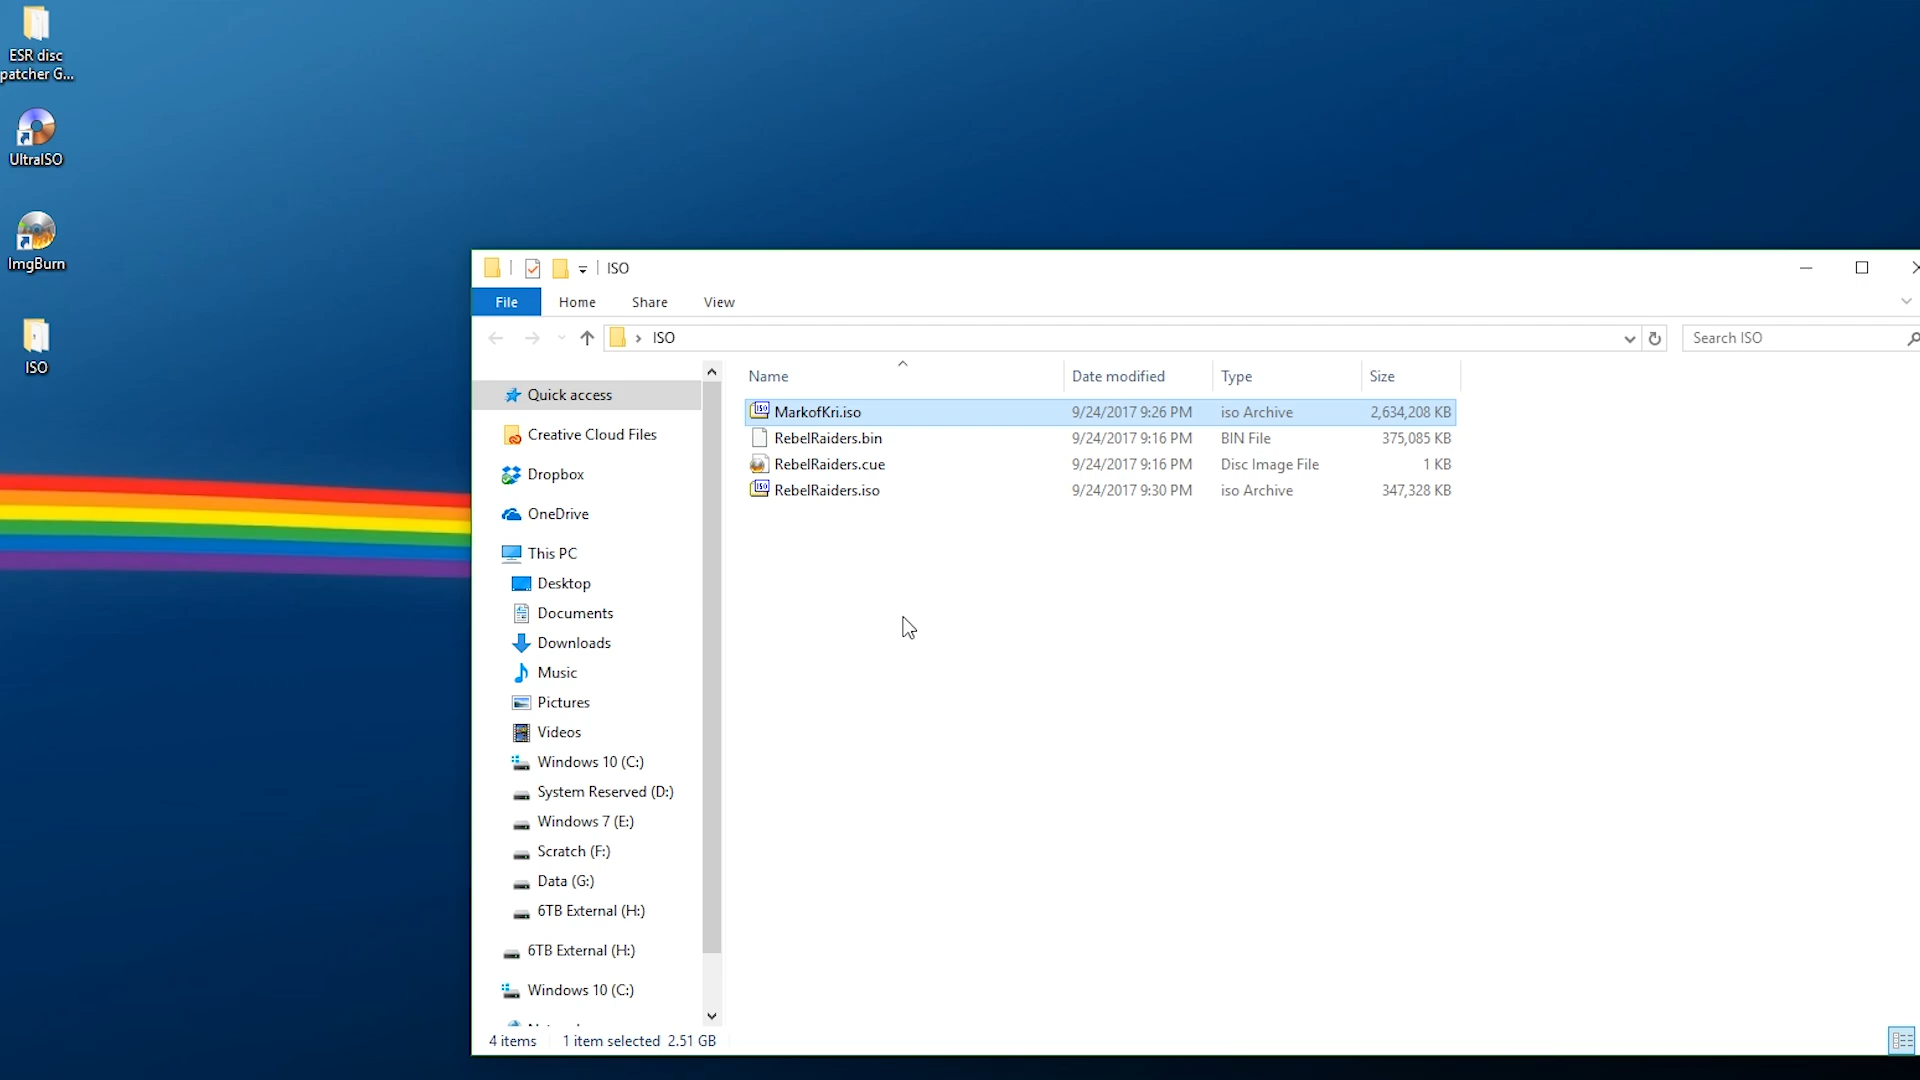 ESR disc
patcher G...
UltraISO
ImgBurn
ISO
ISO
File Home Share View
ISO
Search ISO
Name Date modified Type Size
MarkofKri.iso 9/24/2017 9:26 PM iso Archive 2,634,208 KB
RebelRaiders.bin 9/24/2017 9:16 PM BIN File 375,085 KB
RebelRaiders.cue 9/24/2017 9:16 PM Disc Image File 1 KB
RebelRaiders.iso 9/24/2017 9:30 PM iso Archive 347,328 KB
Quick access
Creative Cloud Files
Dropbox
OneDrive
This PC
Desktop
Documents
Downloads
Music
Pictures
Videos
Windows 10 (C:)
System Reserved (D:)
Windows 7 (E:)
Scratch (F:)
Data (G:)
6TB External (H:)
6TB External (H:)
Windows 10 (C:)
4 items 1 item selected 2.51 GB